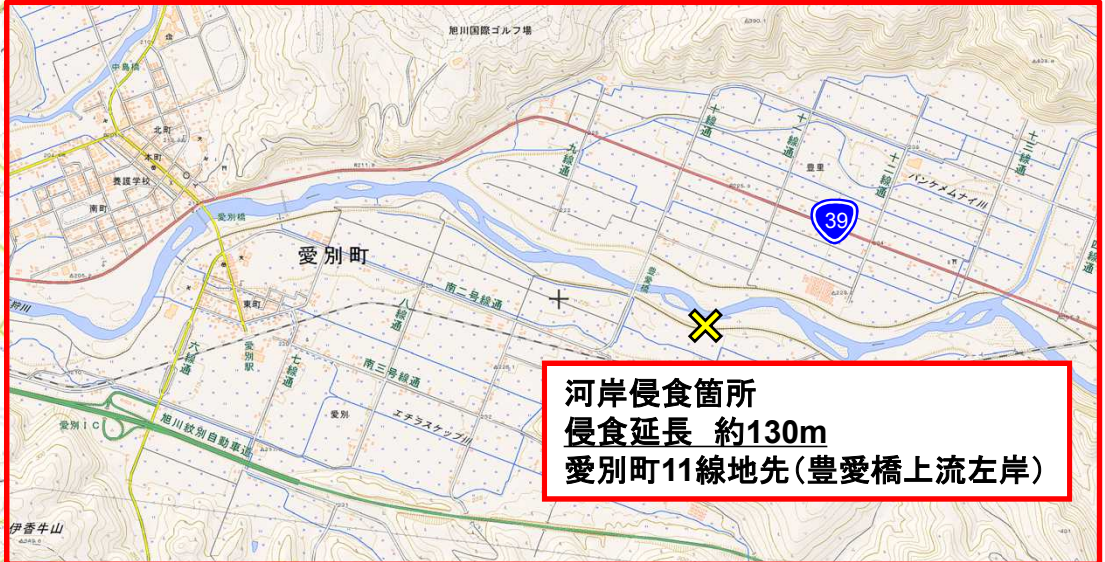 旭川国際ゴルフ場
中島橋
北町
本町
養護学校
南町
愛別橋
愛別町
東町
愛別駅
六線通
七線通
八線通
九線通
十線通
十一線通
十二線通
十三線通
南二号線通
南三号線通
豊愛橋
豊里
パンケメムナイ川
39
愛別
エチラスケップ川
愛別IC
旭川紋別自動車道
伊香牛山
河岸侵食箇所
侵食延長 約130m
愛別町11線地先(豊愛橋上流左岸)